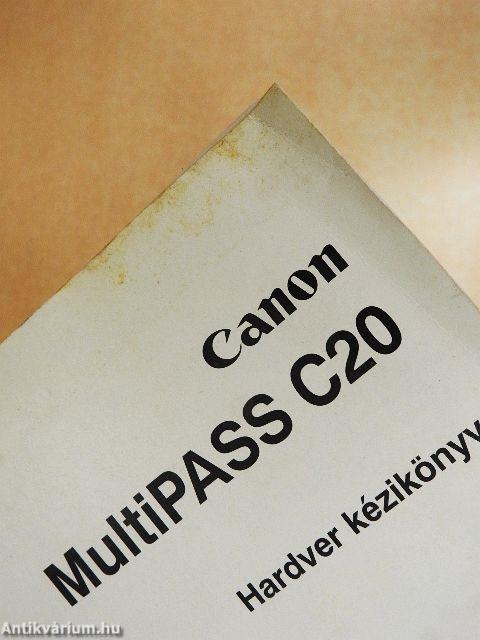 Canon
MultiPASS C20
Hardver kézikönyv
Antikvárium.hu